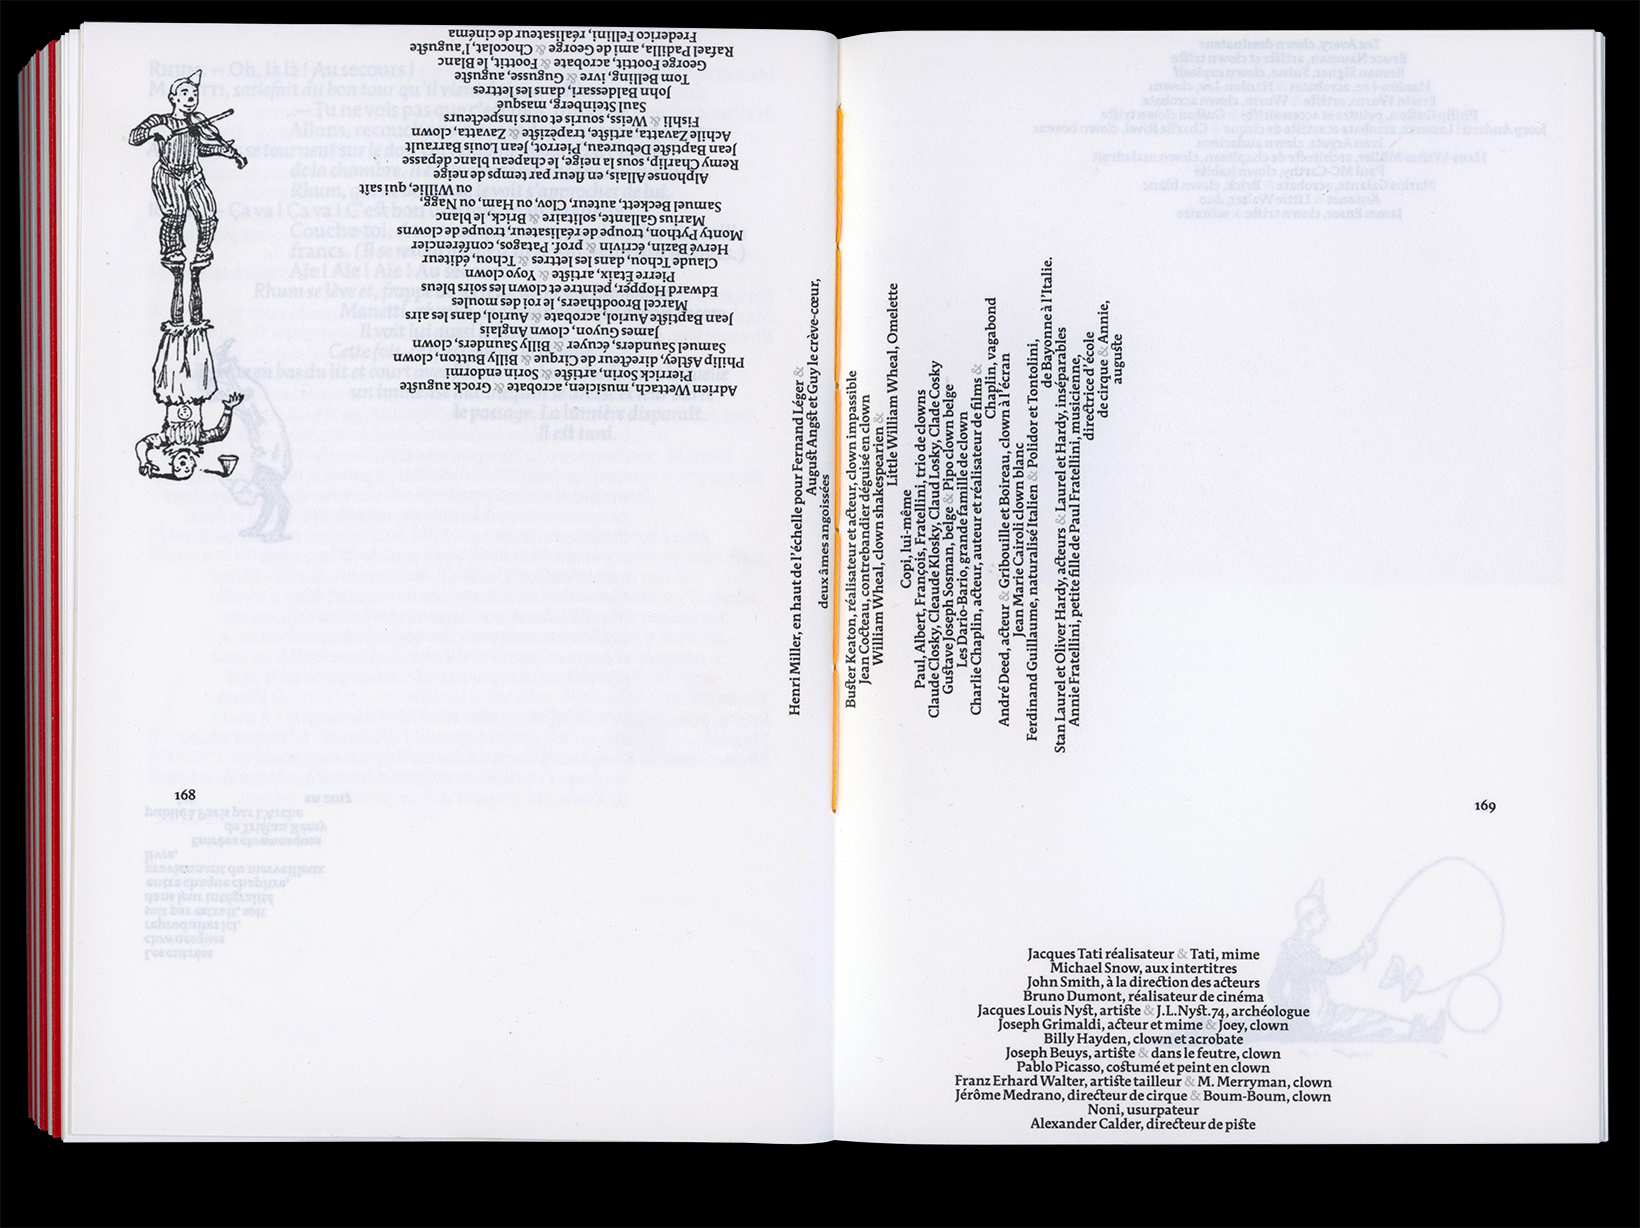 Adrien Wettach, musicien, acrobate & Grock auguste
Pierrick Sorin, artiste & Sorin endormi
Philip Astley, directeur de Cirque & Billy Button, clown
Samuel Saunders, écuyer & Billy Saunders, clown
James Guyon, clown Anglais
Jean Baptiste Auriol, acrobate & Auriol, dans les airs
Marcel Broodthaers, le roi des moules
Edward Hopper, peintre et clown les soirs bleus
Pierre Etaix, artiste & Yoyo clown
Claude Tchou, dans les lettres & Tchou, éditeur
Hervé Bazin, écrivin & prof. Patagos, conférencier
Monty Python, troupe de réalisateur, troupe de clowns
Marius Gallante, solitaire & Brick, le blanc
Samuel Beckett, auteur, Clov, ou Ham, ou Nagg,
ou Willie, qui sait
Alphonse Allais, en fleur par temps de neige
Remy Charlip, sous la neige, le chapeau blanc dépasse
Jean Baptiste Debureau, Pierrot, Jean Louis Barrault
Achile Zavatta, artiste, trapèziste & Zavatta, clown
Fishli & Weiss, souris et ours inspecteurs
Saul Steinberg, masqué
John Baldessari, dans les lettres
Tom Belling, ivre & Gugusse, auguste
George Foottit, acrobate & Foottit, le Blanc
Rafael Padilla, ami de George & Chocolat, l'auguste
Federico Fellini, réalisateur de cinéma
168
Henri Miller, en haut de l'échelle pour Fernand Léger &
August Angst et Guy le crève-cœur,
deux âmes angoissées
Buster Keaton, réalisateur et acteur, clown impassible
Jean Cocteau, contrebandier déguisé en clown
William Wheal, clown shakespearien &
Little William Wheal, Omelette
Copi, lui-même
Paul, Albert, François, Fratellini, trio de clowns
Claude Closky, Cleaude Klosky, Claud Losky, Clade Cosky
Gustave Joseph Sosman, belge & Pipo clown belge
Les Dario-Bario, grande famille de clown
Charlie Chaplin, acteur, auteur et réalisateur de films &
Chaplin, vagabond
André Deed, acteur & Gribouille et Boireau, clown à l'écran
Jean Marie Cairoli clown blanc
Ferdinand Guillaume, naturalisé Italien & Polidor et Tontolini,
de Bayonne à l'Italie.
Stan Laurel et Oliver Hardy, acteurs & Laurel et Hardy, inséparables
Annie Fratellini, petite fille de Paul Fratellini, musicienne,
directrice d'école
de cirque & Annie,
auguste
169
Jacques Tati réalisateur & Tati, mime
Michael Snow, aux intertitres
John Smith, à la direction des acteurs
Bruno Dumont, réalisateur de cinéma
Jacques Louis Nyst, artiste & J.L.Nyst.74, archéologue
Joseph Grimaldi, acteur et mime & Joey, clown
Billy Hayden, clown et acrobate
Joseph Beuys, artiste & dans le feutre, clown
Pablo Picasso, costumé et peint en clown
Franz Erhard Walter, artiste tailleur & M. Merryman, clown
Jérôme Medrano, directeur de cirque & Boum-Boum, clown
Noni, usurpateur
Alexander Calder, directeur de piste